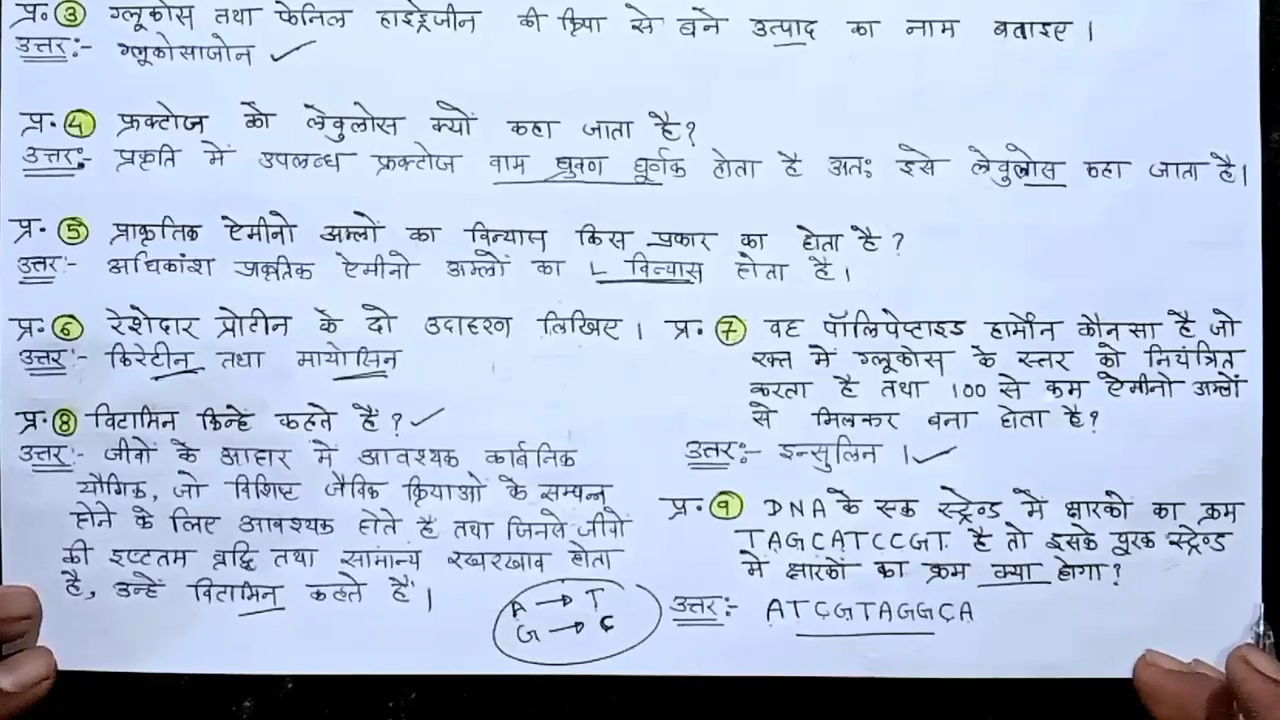 प्र. ③ ग्लूकोस तथा फेनिल हाइड्रेजीन की क्रिया से बने उत्पाद का नाम बताइए ।
उत्तर:- ग्लूकोसाजोन ✓
प्र. ④ फ्रक्टोज को लेवुलोस क्यों कहा जाता है?
उत्तर:- प्रकृति में उपलब्ध फ्रक्टोज वाम ध्रुवण घूर्णक होता है अतः इसे लेवुलोस कहा जाता है।
प्र. ⑤ प्राकृतिक ऐमीनो अम्लों का विन्यास किस प्रकार का होता है ?
उत्तर:- अधिकांश प्राकृतिक ऐमीनो अम्लों का L विन्यास होता है।
प्र. ⑥ रेशेदार प्रोटीन के दो उदाहरण लिखिए ।
उत्तर:- किरेटीन तथा मायोसिन
प्र. ⑧ विटामिन किन्हें कहते हैं ? ✓
उत्तर:- जीवों के आहार में आवश्यक कार्बनिक
यौगिक, जो विशिष्ट जैविक क्रियाओं के सम्पन्न
होने के लिए आवश्यक होते है तथा जिनसे जीवों
की इष्टतम वृद्धि तथा सामान्य रखरखाव होता
है, उन्हें विटामिन कहते हैं ।
A → T
G → C
प्र. ⑦ वह पॉलिपेप्टाइड हार्मोन कौनसा है जो
रक्त में ग्लूकोस के स्तर को नियंत्रित
करता है तथा 100 से कम ऐमीनो अम्लों
से मिलकर बना होता है?
उत्तर:- इन्सुलिन । ✓
प्र. ⑨ DNA के एक स्ट्रेन्ड में क्षारकों का क्रम
TAGCATCCGT है तो इसके पूरक स्ट्रेन्ड
में क्षारकों का क्रम क्या होगा ?
उत्तर:- ATCGTAGGCA